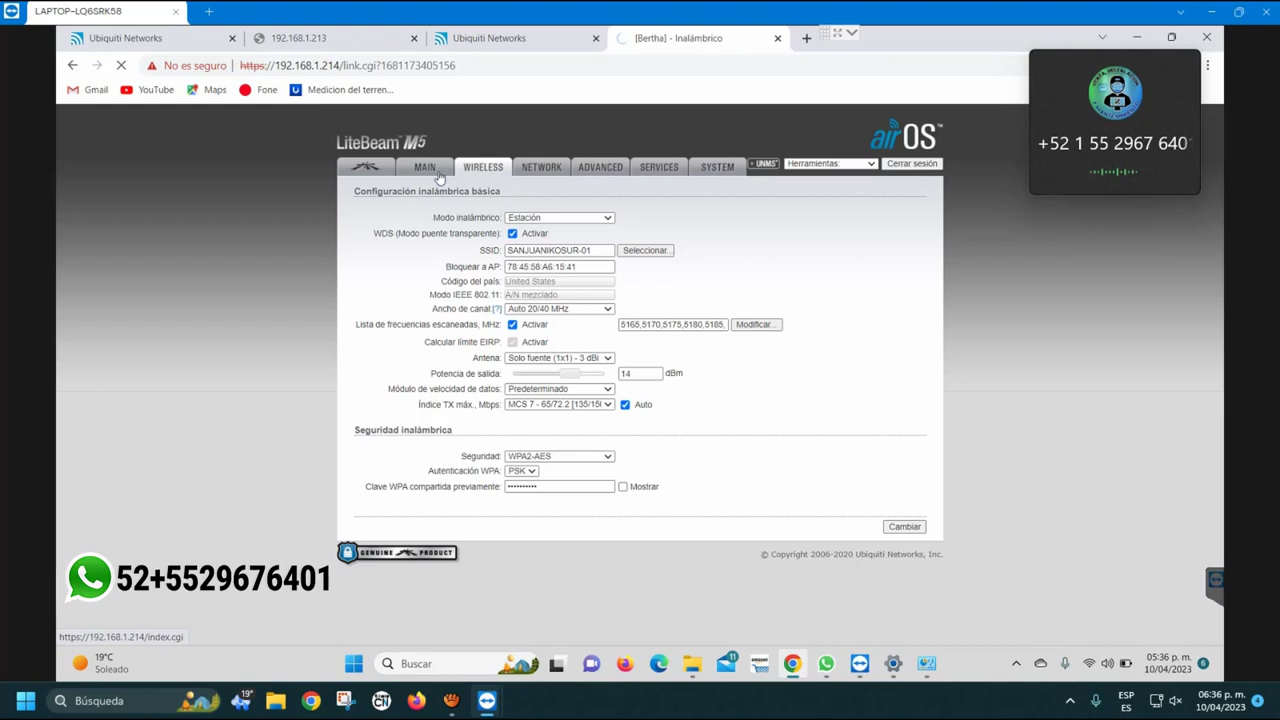 LAPTOP-LQ6SRK58
Ubiquiti Networks
192.168.1.213
Ubiquiti Networks
[Bertha] - Inalámbrico
No es seguro
https://192.168.1.214/link.cgi?1681173405156
Gmail
YouTube
Maps
Fone
Medicion del terren...
+52 1 55 2967 640
LiteBeam M5
airOS
MAIN
WIRELESS
NETWORK
ADVANCED
SERVICES
SYSTEM
UNMS
Herramientas:
Cerrar sesión
Configuración inalámbrica básica
Modo inalámbrico: Estación
WDS (Modo puente transparente): Activar
SSID: SANJUANIKOSUR-01 Seleccionar...
Bloquear a AP: 78:45:58:A6:15:41
Código del país: United States
Modo IEEE 802.11: A/N mezclado
Ancho de canal:[?] Auto 20/40 MHz
Lista de frecuencias escaneadas, MHz: Activar 5165,5170,5175,5180,5185, Modificar...
Calcular límite EIRP: Activar
Antena: Solo fuente (1x1) - 3 dBi
Potencia de salida: 14 dBm
Módulo de velocidad de datos: Predeterminado
Índice TX máx., Mbps: MCS 7 - 65/72.2 [135/150 Auto
Seguridad inalámbrica
Seguridad: WPA2-AES
Autenticación WPA: PSK
Clave WPA compartida previamente: •••••••••• Mostrar
Cambiar
GENUINE PRODUCT
© Copyright 2006-2020 Ubiquiti Networks, Inc.
52+5529676401
https://192.168.1.214/index.cgi
19°C
Soleado
Buscar
11
05:36 p. m.
10/04/2023
6
Búsqueda
19°
ESP
ES
06:36 p. m.
10/04/2023
4